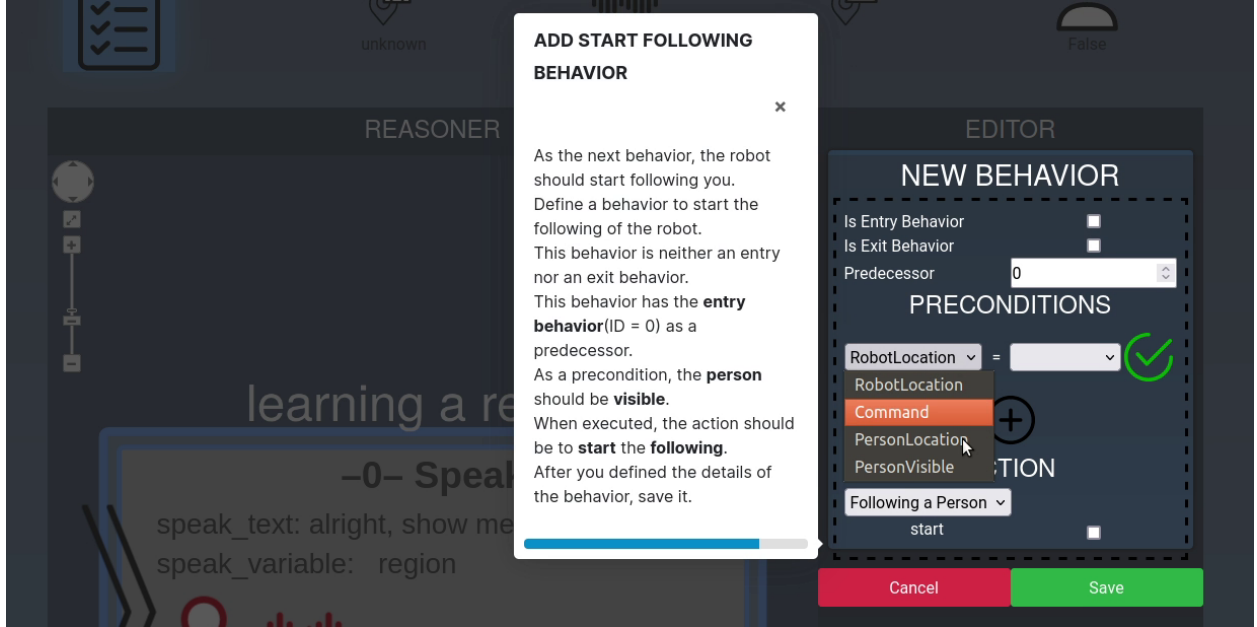 unknown
False
REASONER
learning a re
–0– Speak
speak_text: alright, show me
speak_variable: region
ADD START FOLLOWING
BEHAVIOR
×
As the next behavior, the robot
should start following you.
Define a behavior to start the
following of the robot.
This behavior is neither an entry
nor an exit behavior.
This behavior has the entry
behavior(ID = 0) as a
predecessor.
As a precondition, the person
should be visible.
When executed, the action should
be to start the following.
After you defined the details of
the behavior, save it.
EDITOR
NEW BEHAVIOR
Is Entry Behavior
Is Exit Behavior
Predecessor 0
PRECONDITIONS
RobotLocation =
RobotLocation
Command
PersonLocation
PersonVisible
CTION
Following a Person
start
Cancel Save